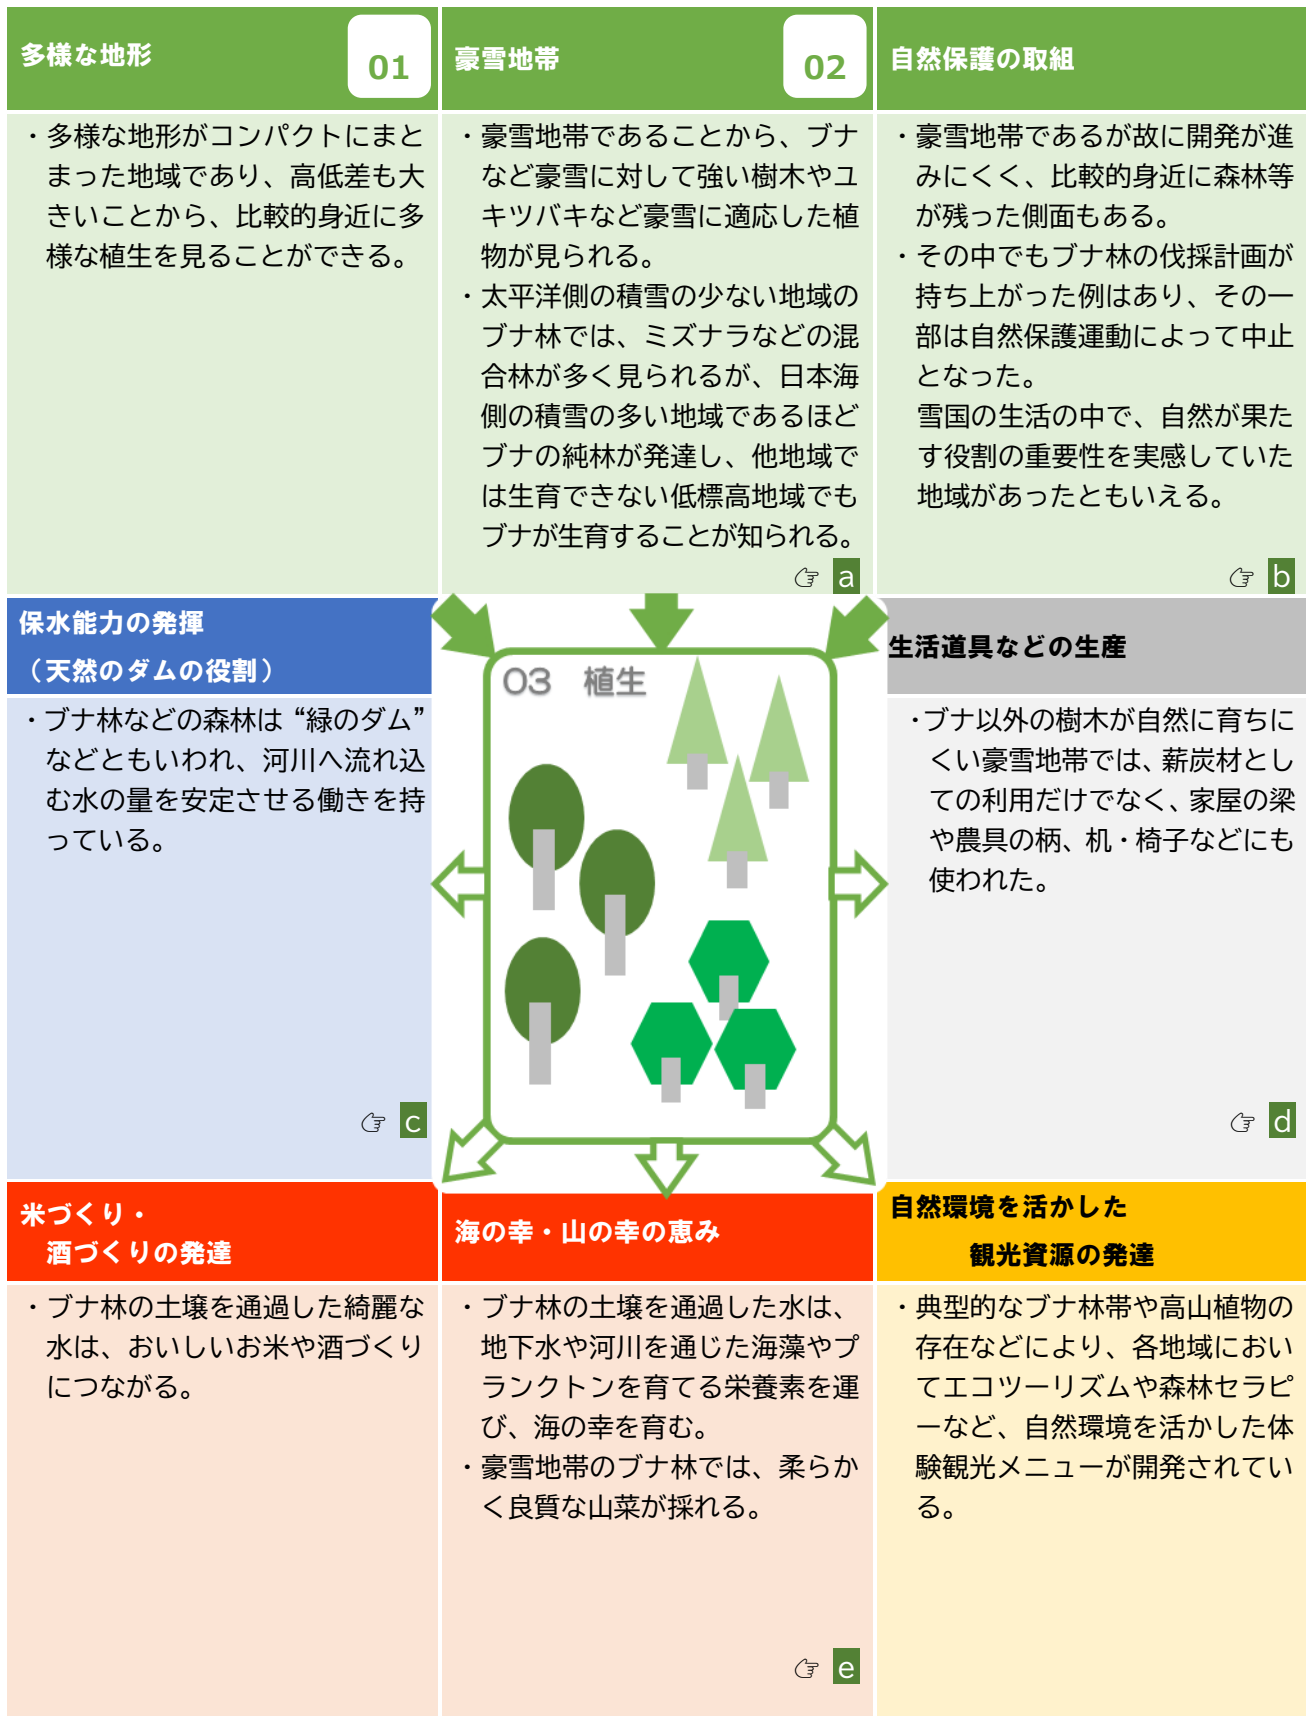 多様な地形
01
・多様な地形がコンパクトにまと
まった地域であり、高低差も大
きいことから、比較的身近に多
様な植生を見ることができる。
豪雪地帯
02
・豪雪地帯であることから、ブナ
など豪雪に対して強い樹木やユ
キツバキなど豪雪に適応した植
物が見られる。
・太平洋側の積雪の少ない地域の
ブナ林では、ミズナラなどの混
合林が多く見られるが、日本海
側の積雪の多い地域であるほど
ブナの純林が発達し、他地域で
は生育できない低標高地域でも
ブナが生育することが知られる。
☞ a
自然保護の取組
・豪雪地帯であるが故に開発が進
みにくく、比較的身近に森林等
が残った側面もある。
・その中でもブナ林の伐採計画が
持ち上がった例はあり、その一
部は自然保護運動によって中止
となった。
雪国の生活の中で、自然が果た
す役割の重要性を実感していた
地域があったともいえる。
☞ b
保水能力の発揮
（天然のダムの役割）
・ブナ林などの森林は“緑のダム”
などともいわれ、河川へ流れ込
む水の量を安定させる働きを持
っている。
☞ c
03 植生
生活道具などの生産
・ブナ以外の樹木が自然に育ちに
くい豪雪地帯では、薪炭材とし
ての利用だけでなく、家屋の梁
や農具の柄、机・椅子などにも
使われた。
☞ d
米づくり・
酒づくりの発達
・ブナ林の土壌を通過した綺麗な
水は、おいしいお米や酒づくり
につながる。
海の幸・山の幸の恵み
・ブナ林の土壌を通過した水は、
地下水や河川を通じた海藻やプ
ランクトンを育てる栄養素を運
び、海の幸を育む。
・豪雪地帯のブナ林では、柔らか
く良質な山菜が採れる。
☞ e
自然環境を活かした
観光資源の発達
・典型的なブナ林帯や高山植物の
存在などにより、各地域におい
てエコツーリズムや森林セラピ
ーなど、自然環境を活かした体
験観光メニューが開発されてい
る。